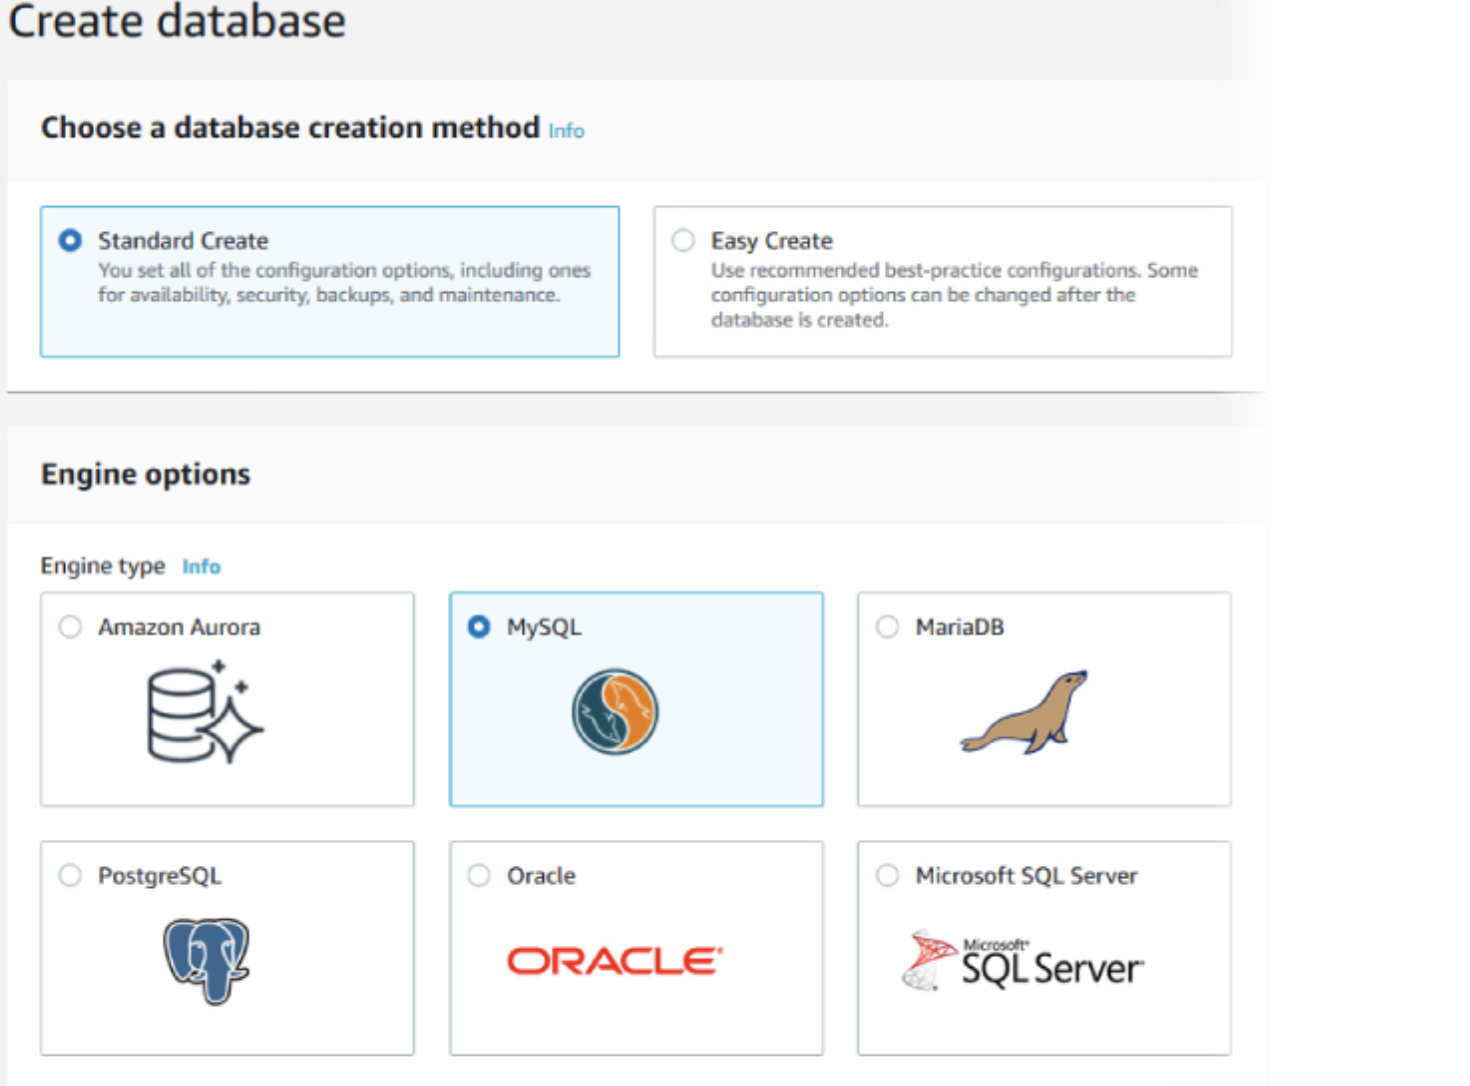 Create database
Choose a database creation method Info
Standard Create
You set all of the configuration options, including ones
for availability, security, backups, and maintenance.
Easy Create
Use recommended best-practice configurations. Some
configuration options can be changed after the
database is created.
Engine options
Engine type Info
Amazon Aurora
MySQL
MariaDB
PostgreSQL
Oracle
ORACLE
Microsoft SQL Server
Microsoft
SQL Server